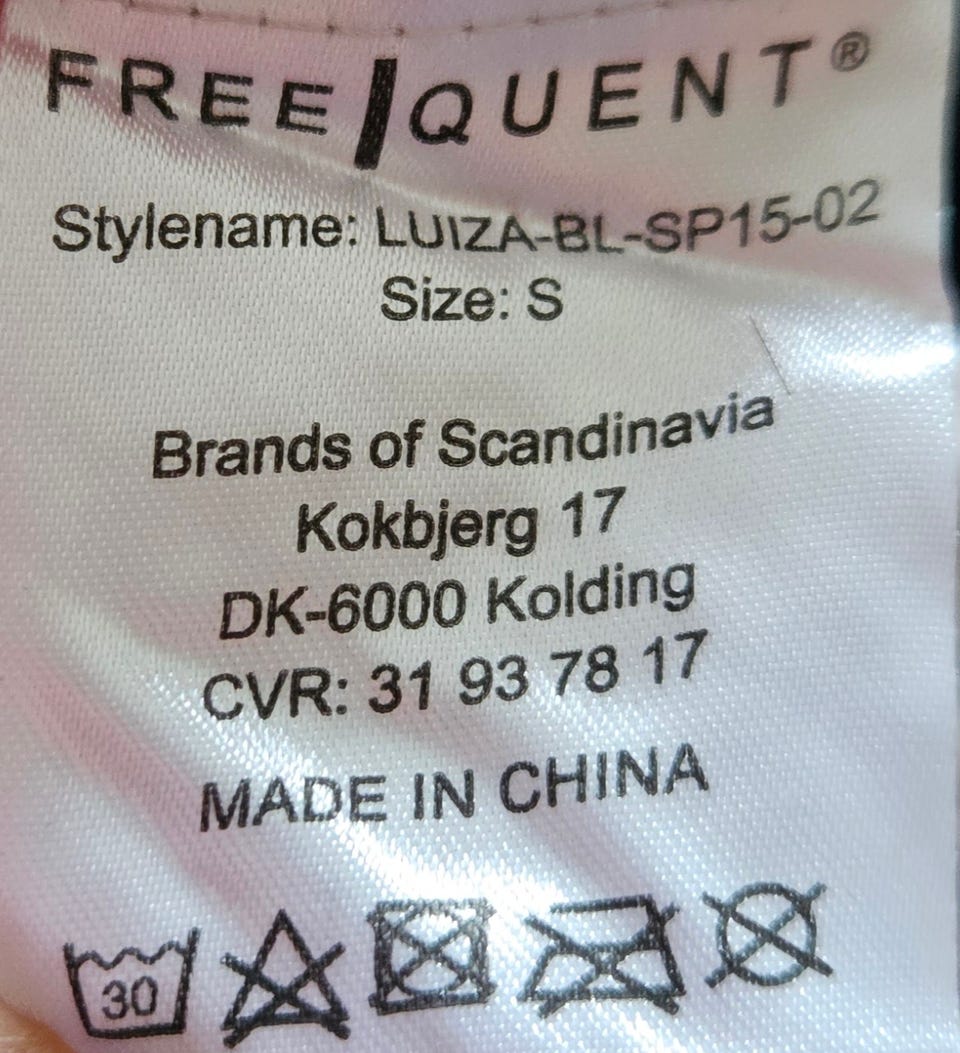 FREE/QUENT®
Stylename: LUIZA-BL-SP15-02
Size: S
Brands of Scandinavia
Kokbjerg 17
DK-6000 Kolding
CVR: 31 93 78 17
MADE IN CHINA
30